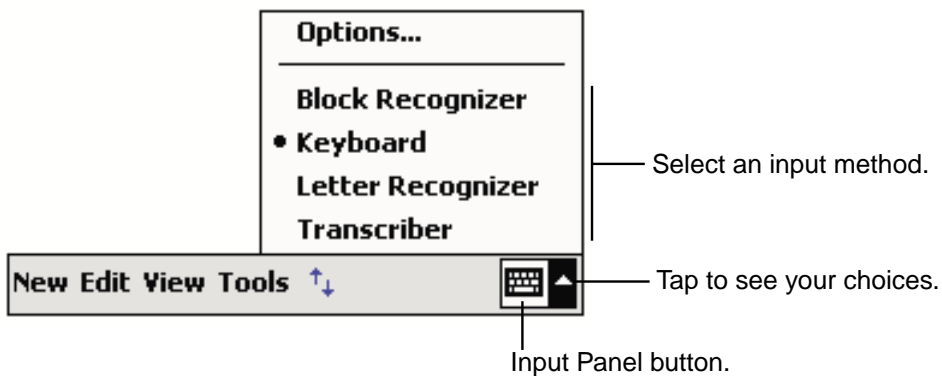 Options...
Block Recognizer
Keyboard
Letter Recognizer
Transcriber
Select an input method.
New Edit View Tools
Tap to see your choices.
Input Panel button.